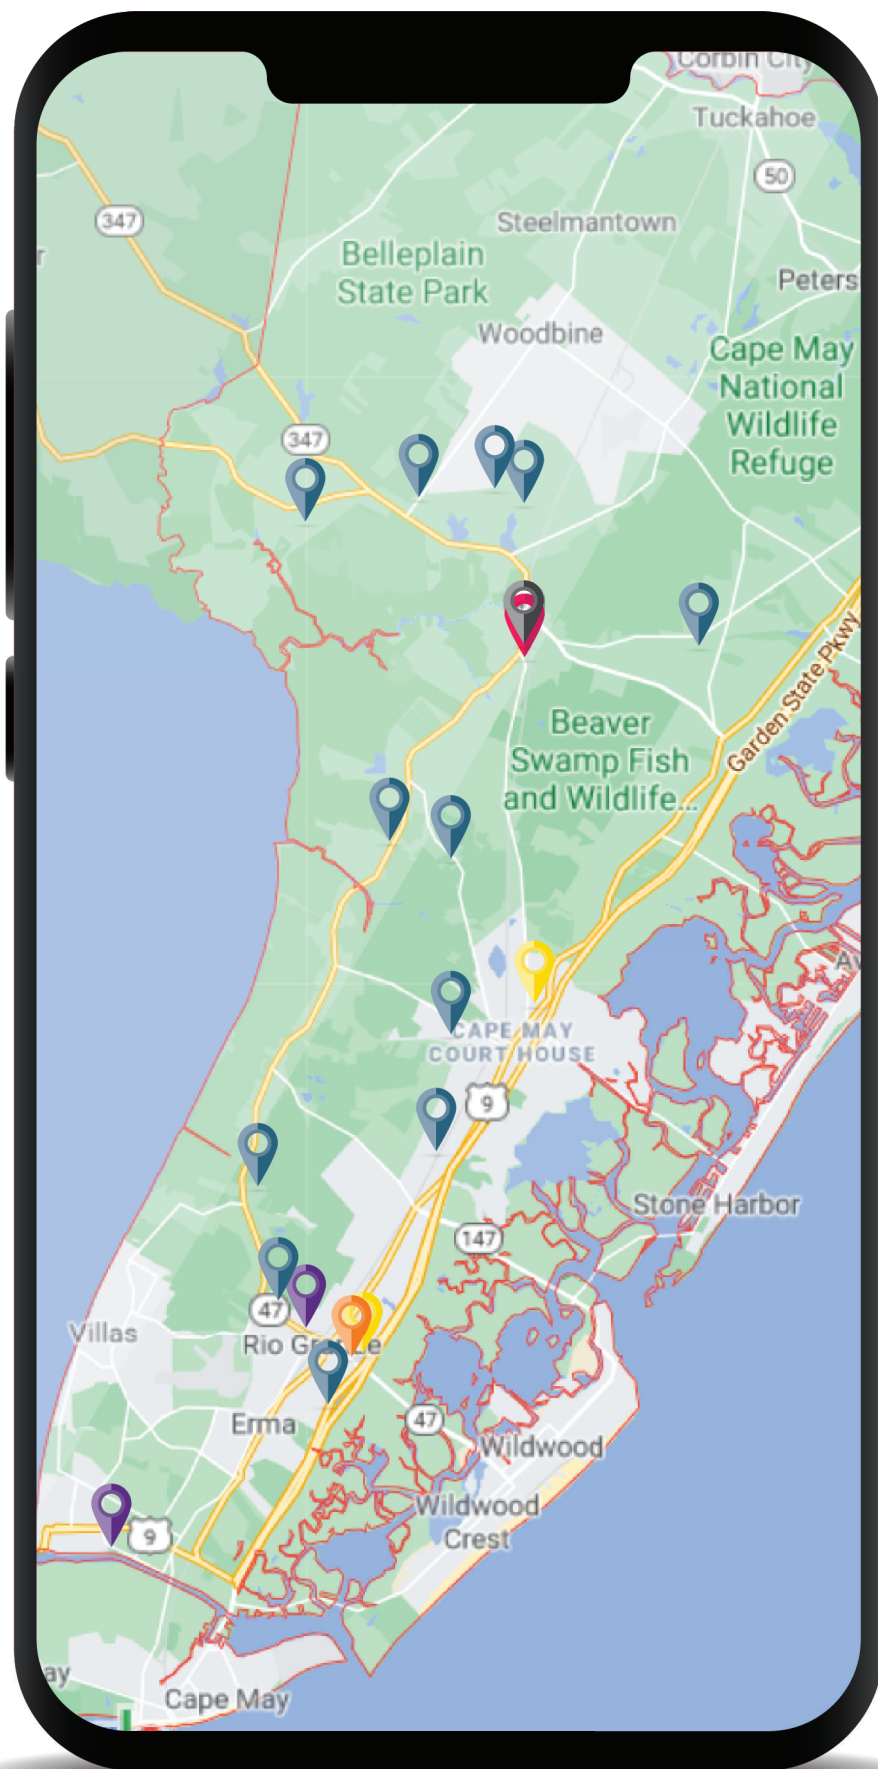 Corbin City
Tuckahoe
50
347
Steelmantown
Belleplain
State Park
Peters
Woodbine
Cape May
National
Wildlife
Refuge
347
Garden State Pkwy
Beaver
Swamp Fish
and Wildlife...
CAPE MAY
COURT HOUSE
9
Stone Harbor
147
47
Villas
Erma
47
Wildwood
Wildwood
Crest
9
ay
Cape May